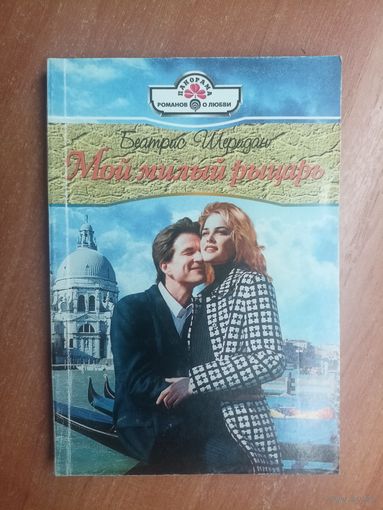 ПАНОРАМА
РОМАНОВ О ЛЮБВИ
Беатрис Шеридан
Мой милый рыцарь